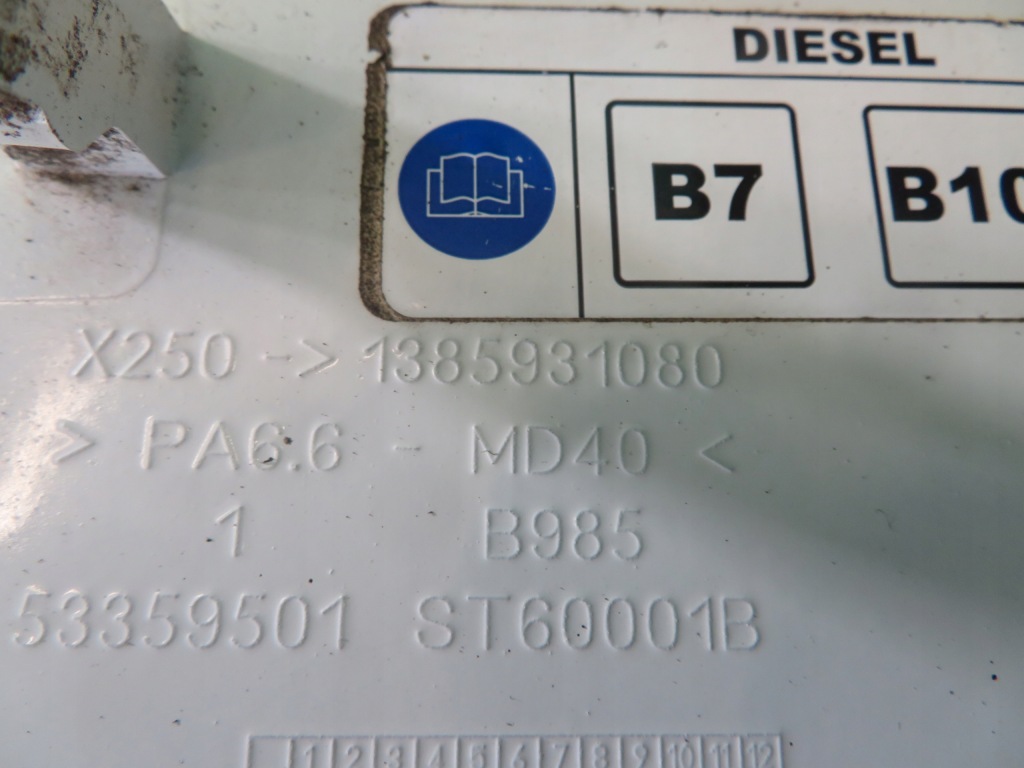 DIESEL
B7 B10
X250 -> 1385931080
> PA6.6 - MD40 <
1 B985
53359501 ST60001B
1 2 3 4 5 6 7 8 9 10 11 12